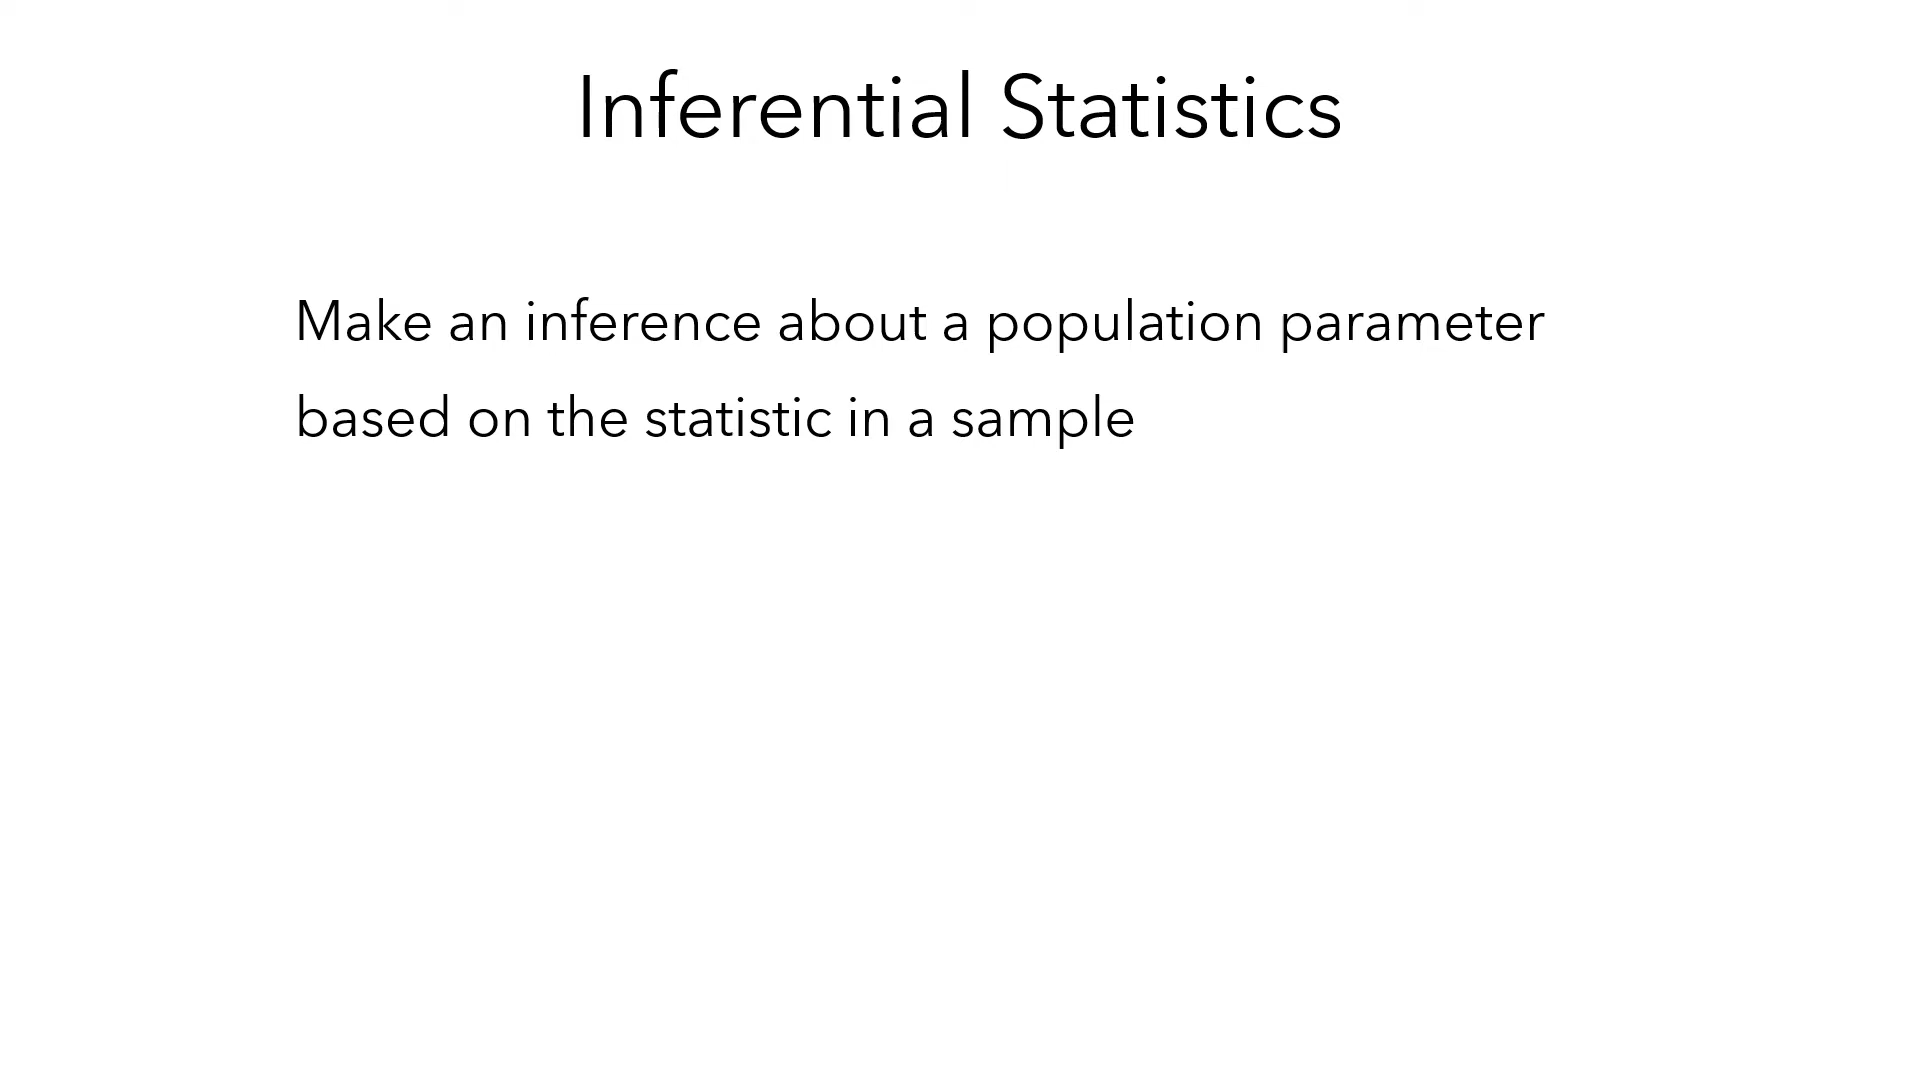 Inferential Statistics
Make an inference about a population parameter
based on the statistic in a sample